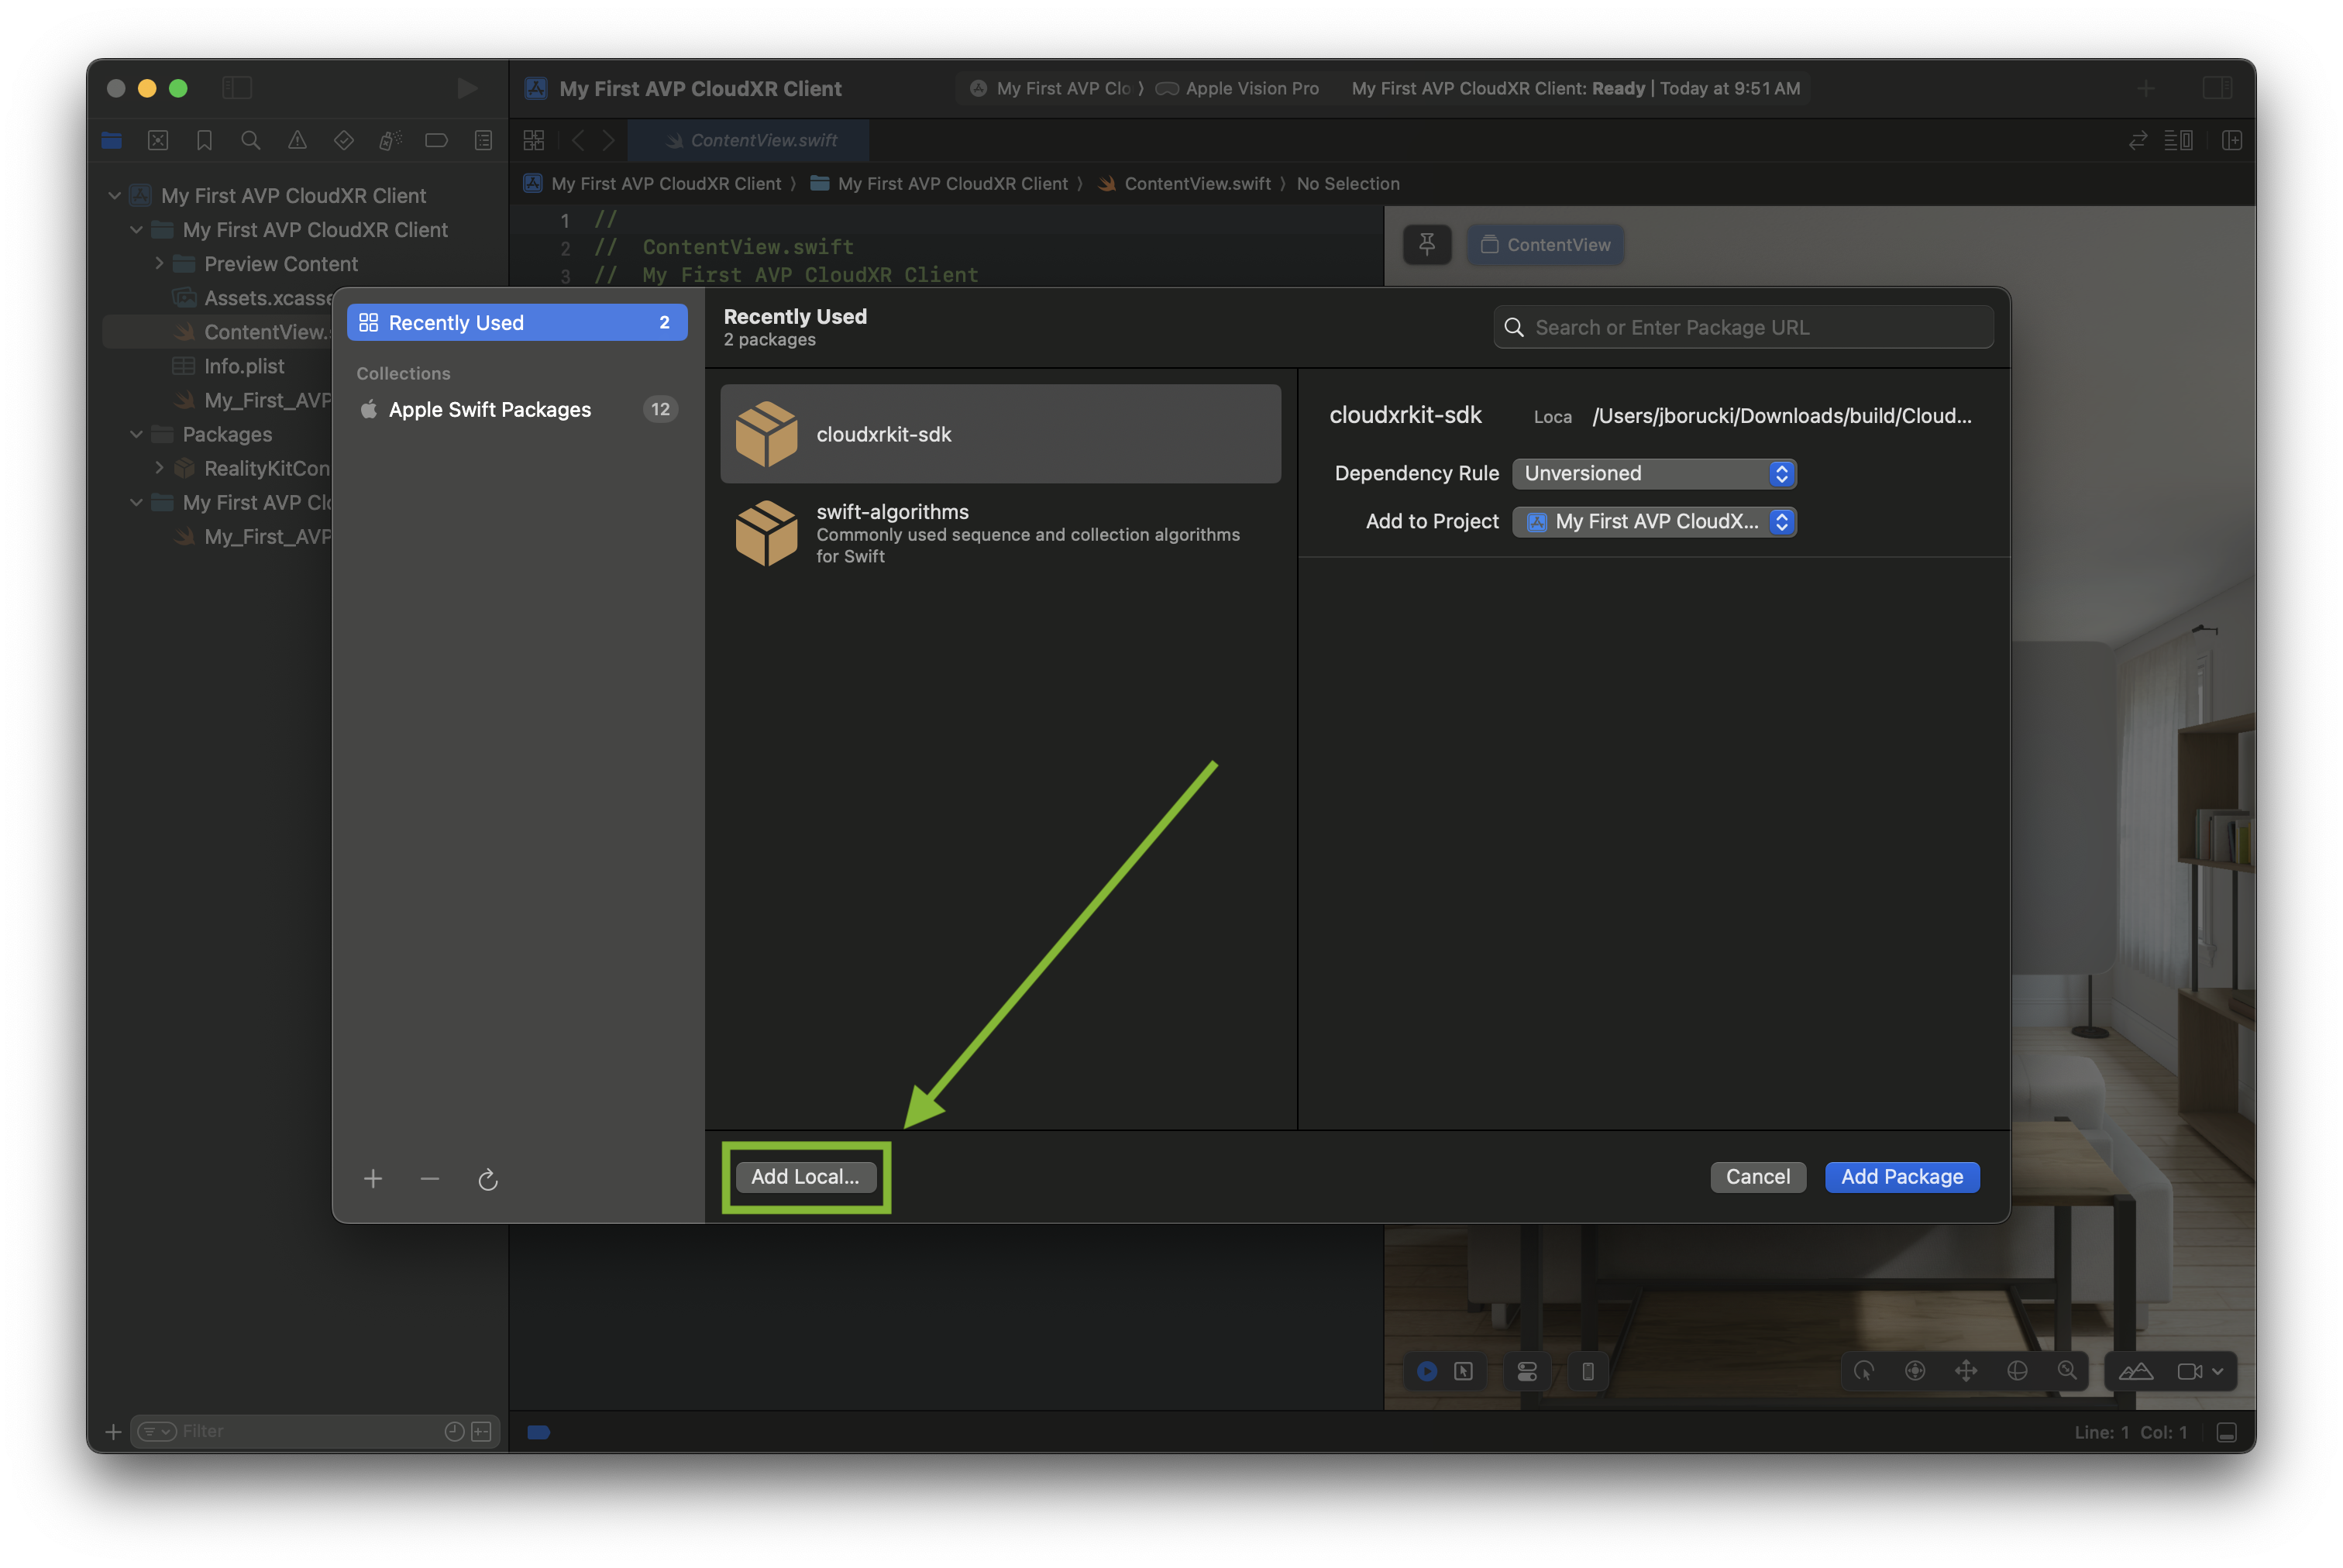 My First AVP CloudXR Client
My First AVP Clo
Apple Vision Pro
My First AVP CloudXR Client: Ready | Today at 9:51 AM
ContentView.swift
My First AVP CloudXR Client
My First AVP CloudXR Client
ContentView.swift
No Selection
My First AVP CloudXR Client
My First AVP CloudXR Client
Preview Content
Assets.xcasse
ContentView.s
Info.plist
My_First_AVP
Packages
RealityKitCon
My First AVP Clo
My_First_AVP
1 //
2 // ContentView.swift
3 // My First AVP CloudXR Client
ContentView
Recently Used 2
Collections
Apple Swift Packages 12
Recently Used
2 packages
Search or Enter Package URL
cloudxrkit-sdk
swift-algorithms
Commonly used sequence and collection algorithms
for Swift
cloudxrkit-sdk Loca /Users/jborucki/Downloads/build/Cloud...
Dependency Rule Unversioned
Add to Project My First AVP CloudX...
Add Local...
Cancel
Add Package
Filter
Line: 1 Col: 1